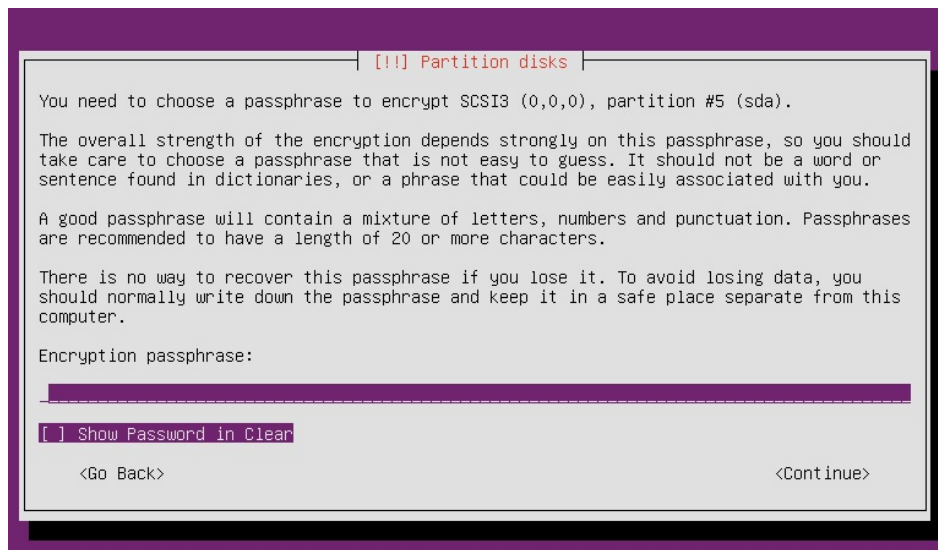 [!!] Partition disks
You need to choose a passphrase to encrypt SCSI3 (0,0,0), partition #5 (sda).
The overall strength of the encryption depends strongly on this passphrase, so you should
take care to choose a passphrase that is not easy to guess. It should not be a word or
sentence found in dictionaries, or a phrase that could be easily associated with you.
A good passphrase will contain a mixture of letters, numbers and punctuation. Passphrases
are recommended to have a length of 20 or more characters.
There is no way to recover this passphrase if you lose it. To avoid losing data, you
should normally write down the passphrase and keep it in a safe place separate from this
computer.
Encryption passphrase:
[ ] Show Password in Clear
<Go Back> <Continue>